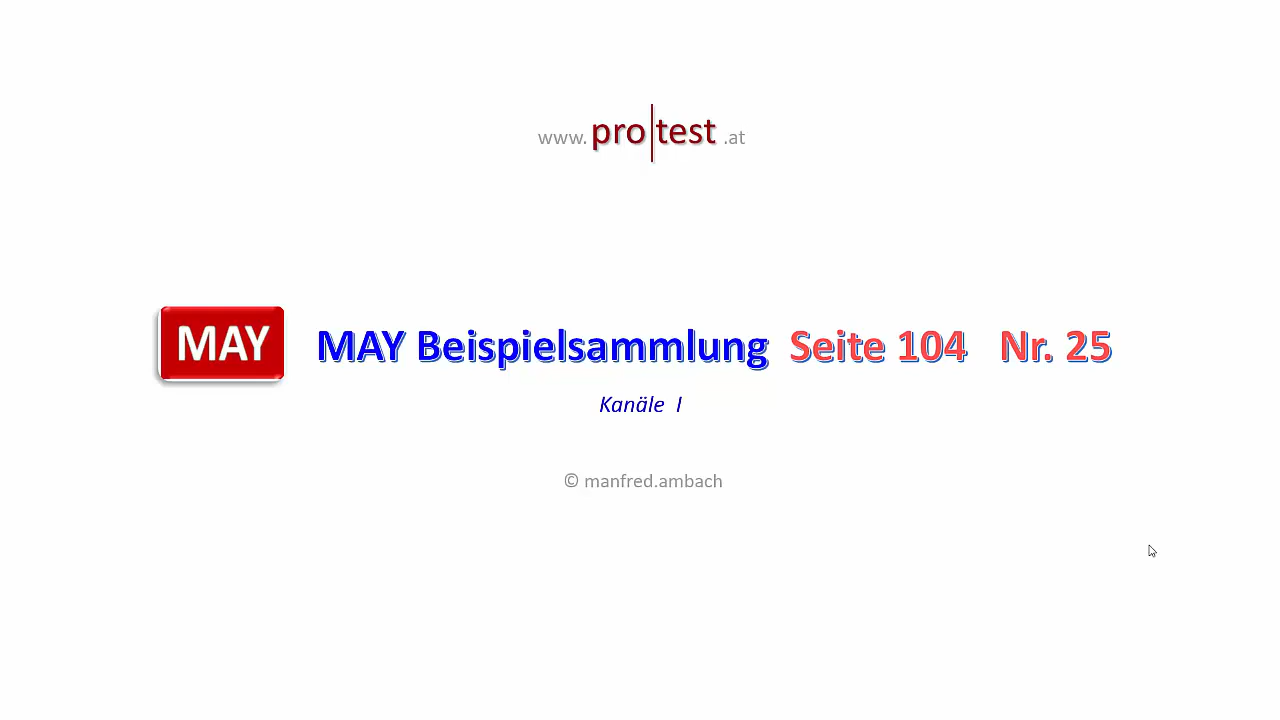 www. pro|test .at
MAY MAY Beispielsammlung Seite 104 Nr. 25
Kanäle I
© manfred.ambach